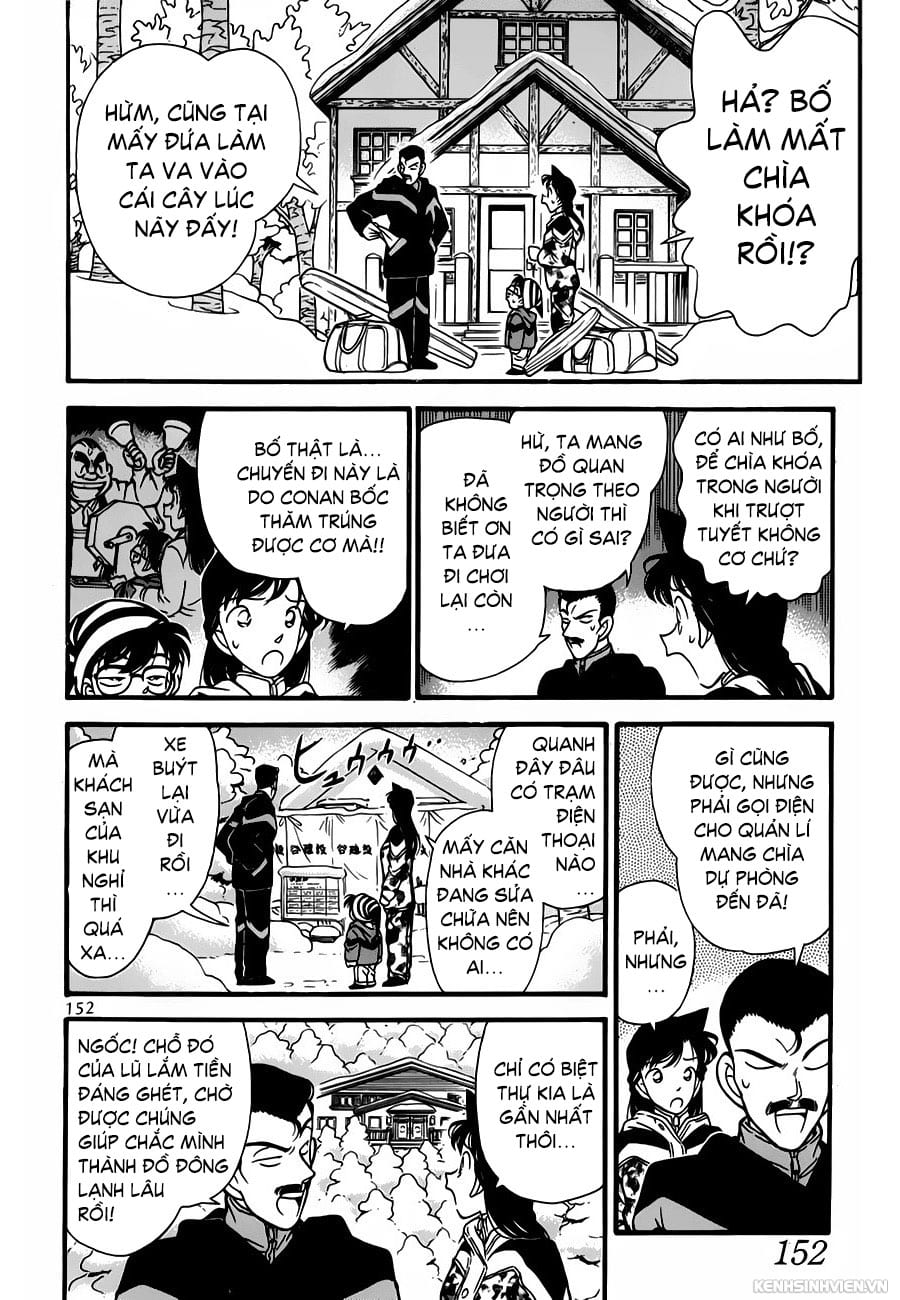 HẢ? BỐ
LÀM MẤT
CHÌA
KHÓA
RỒI!?
HỪM, CŨNG TẠI
MẤY ĐỨA LÀM
TA VA VÀO
CÁI CÂY LÚC
NÃY ĐẤY!
CÓ AI NHƯ BỐ,
ĐỂ CHÌA KHÓA
TRONG NGƯỜI
KHI TRƯỢT
TUYẾT KHÔNG
CƠ CHỨ?
HỪ, TA MANG
ĐỒ QUAN
TRỌNG THEO
NGƯỜI THÌ
CÓ GÌ SAI?
ĐÃ
KHÔNG
BIẾT ƠN
TA ĐƯA
ĐI CHƠI
LẠI CÒN
...
BỐ THẬT LÀ...
CHUYẾN ĐI NÀY LÀ
DO CONAN BỐC
THĂM TRÚNG
ĐƯỢC CƠ MÀ!!
GÌ CŨNG
ĐƯỢC, NHƯNG
PHẢI GỌI ĐIỆN
CHO QUẢN LÍ
MANG CHÌA
DỰ PHÒNG
ĐẾN ĐÃ!
PHẢI,
NHƯNG
...
QUANH
ĐÂY ĐÂU
CÓ TRẠM
ĐIỆN
THOẠI
NÀO
...
MẤY CĂN
NHÀ KHÁC
ĐANG SỨA
CHỮA NÊN
KHÔNG CÓ
AI...
ヒュウゥゥ
XE
BUÝT
LẠI
VỪA
ĐI
RỒI
...
MÀ
KHÁCH
SẠN
CỦA
KHU
NGHỈ
THÌ
QUÁ
XA...
152
CHỈ CÓ BIỆT
THỰ KIA LÀ
GẦN NHẤT
THÔI...
NGỐC! CHỖ ĐÓ
CỦA LŨ LẮM TIỀN
ĐÁNG GHÉT, CHỜ
ĐƯỢC CHÚNG
GIÚP CHẮC MÌNH
THÀNH ĐỒ ĐÔNG
LẠNH LÂU
RỒI!
152
KENHSINHVIEN.VN